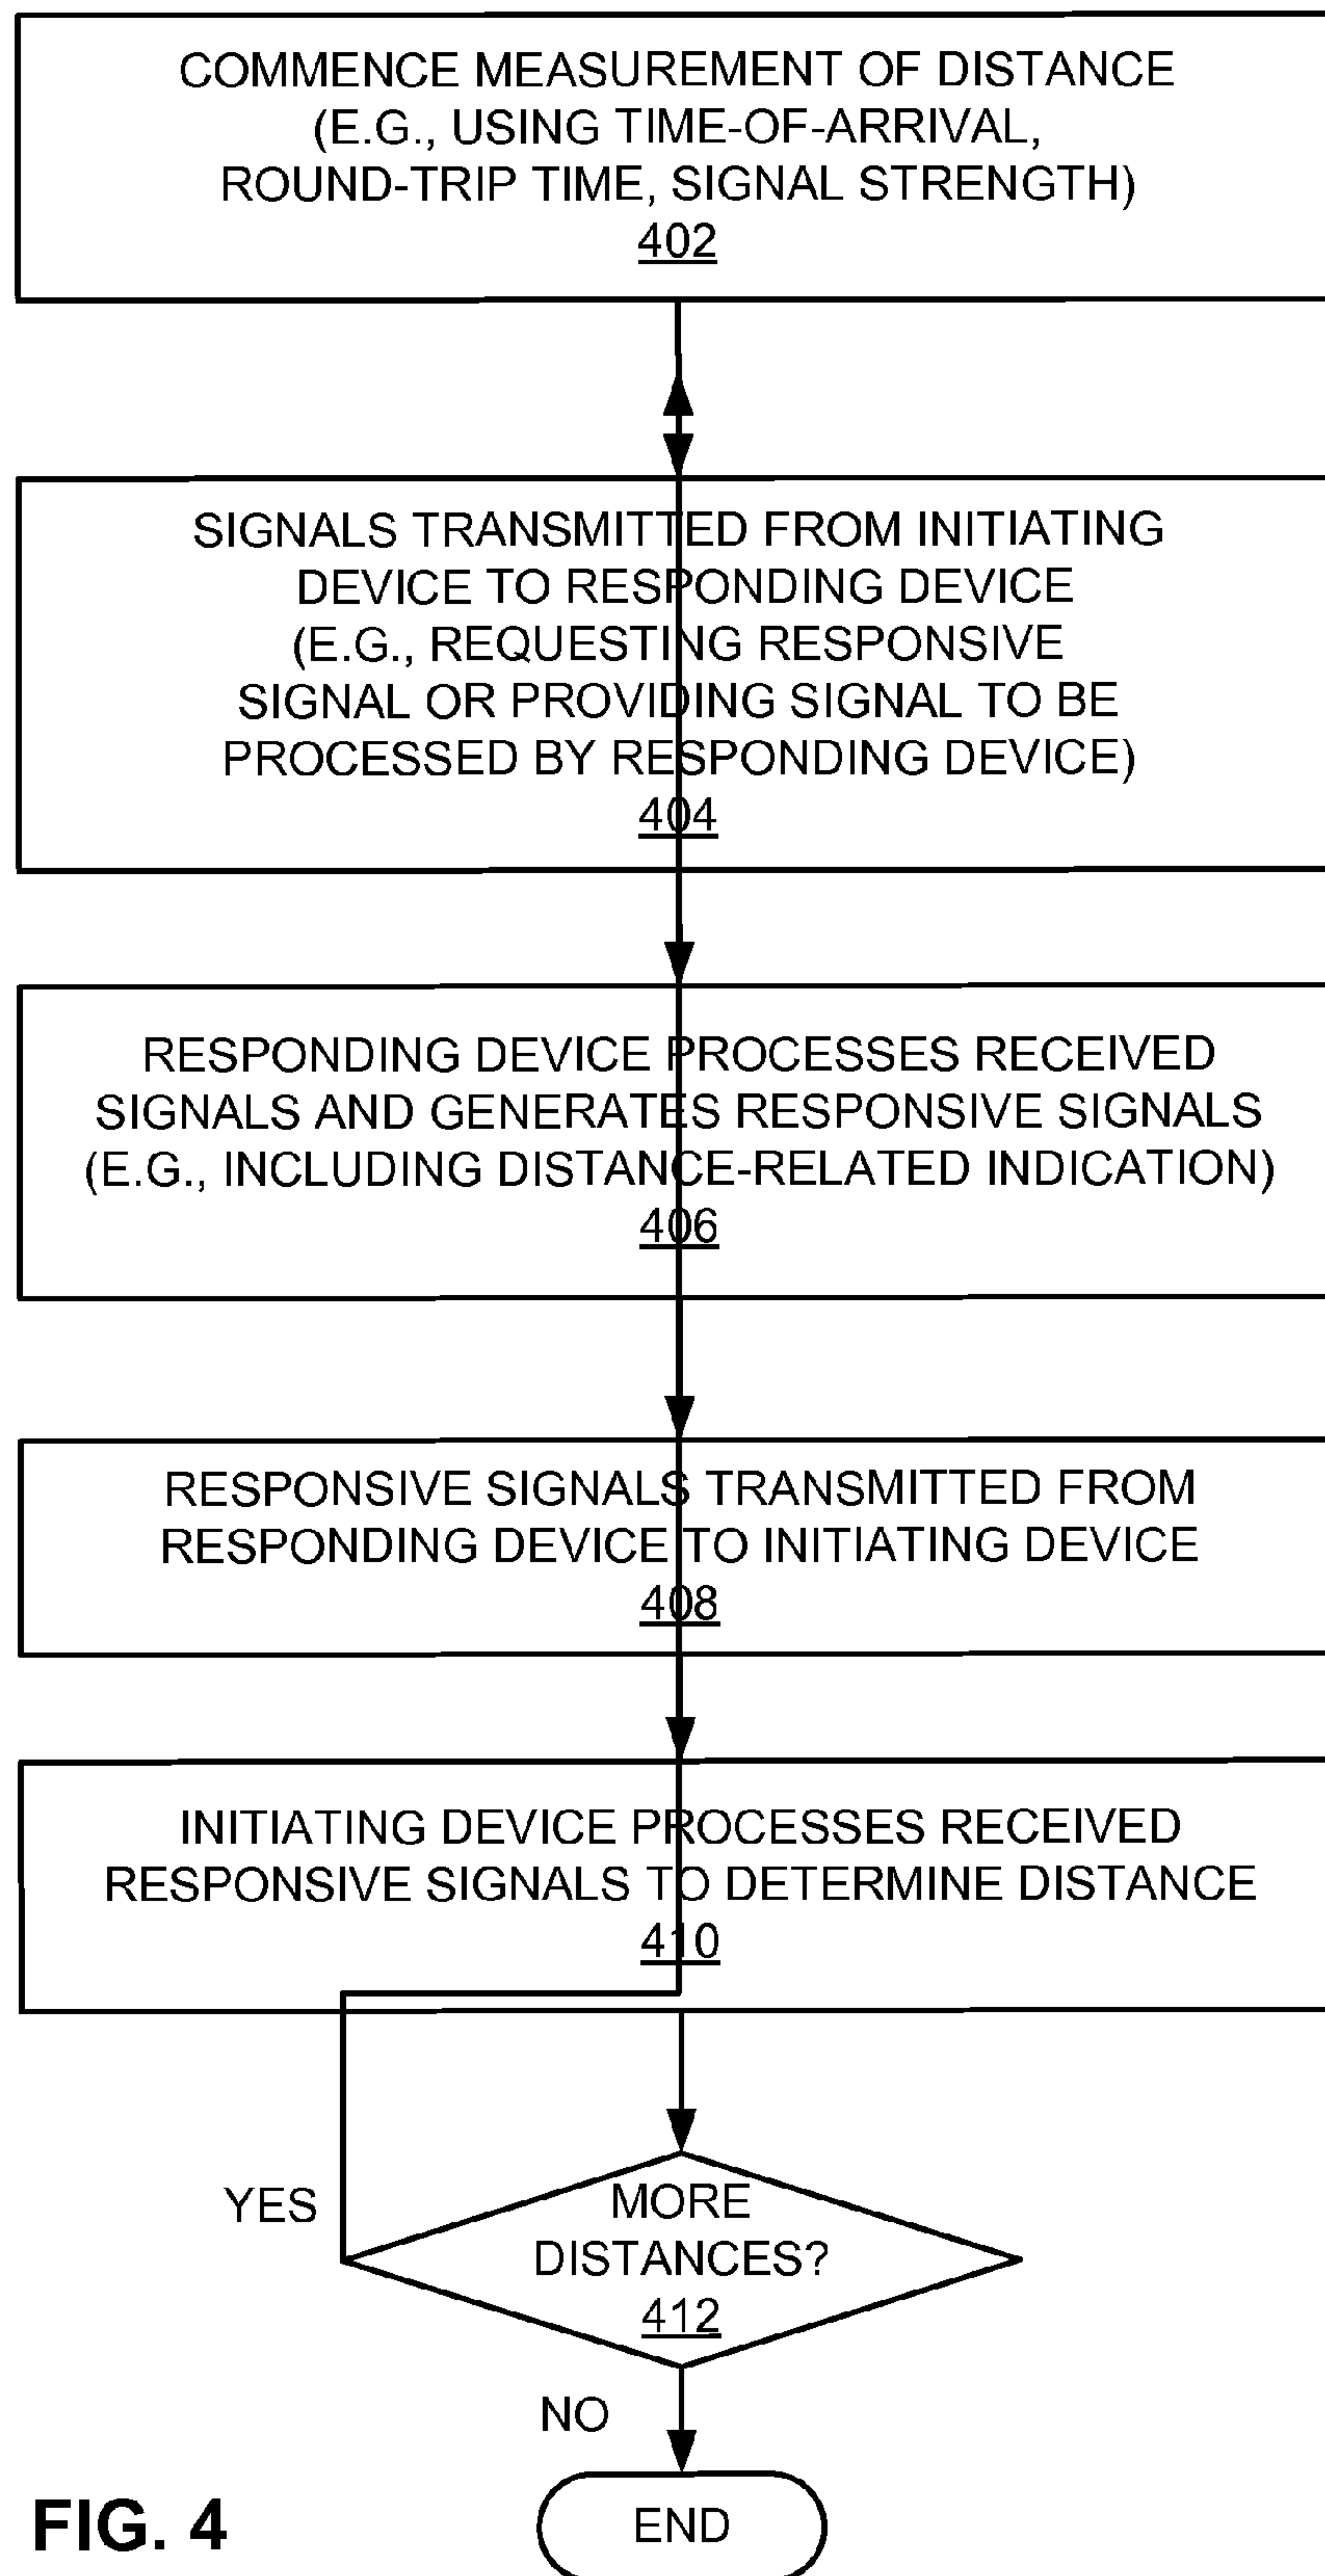 COMMENCE MEASUREMENT OF DISTANCE
(E.G., USING TIME-OF-ARRIVAL,
ROUND-TRIP TIME, SIGNAL STRENGTH)
402
SIGNALS TRANSMITTED FROM INITIATING
DEVICE TO RESPONDING DEVICE
(E.G., REQUESTING RESPONSIVE
SIGNAL OR PROVIDING SIGNAL TO BE
PROCESSED BY RESPONDING DEVICE)
404
RESPONDING DEVICE PROCESSES RECEIVED
SIGNALS AND GENERATES RESPONSIVE SIGNALS
(E.G., INCLUDING DISTANCE-RELATED INDICATION)
406
RESPONSIVE SIGNALS TRANSMITTED FROM
RESPONDING DEVICE TO INITIATING DEVICE
408
INITIATING DEVICE PROCESSES RECEIVED
RESPONSIVE SIGNALS TO DETERMINE DISTANCE
410
YES
MORE
DISTANCES?
412
NO
END
FIG. 4